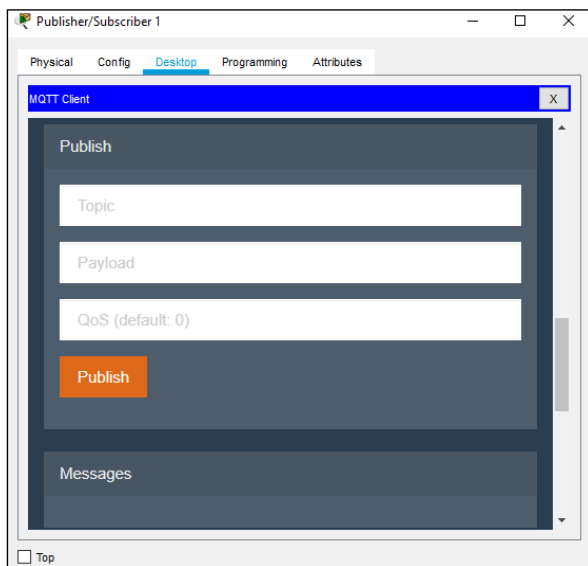 Publisher/Subscriber 1
Physical Config Desktop Programming Attributes
MQTT Client X
Publish
Topic
Payload
QoS (default: 0)
Publish
Messages
Top